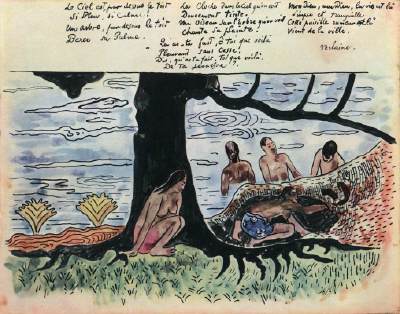 Le Ciel est par dessus le toit
Si bleu, si Calme!
Un arbre, par dessus le toit
Berce sa Palme.
La Cloche dans le Ciel qu'on voit
Doucement tinte.
Un oiseau sur l'arbre qu'on voit
chante sa plainte.
Mon Dieu, mon Dieu, la vie est là
simple et tranquille
Cette paisible rumeur là
Vient de la ville.
Qu'as tu fait, ô Toi que voilà
Pleurant sans cesse!
Dis, qu'as tu fait, Toi que voilà,
De Ta jeunesse?
Verlaine